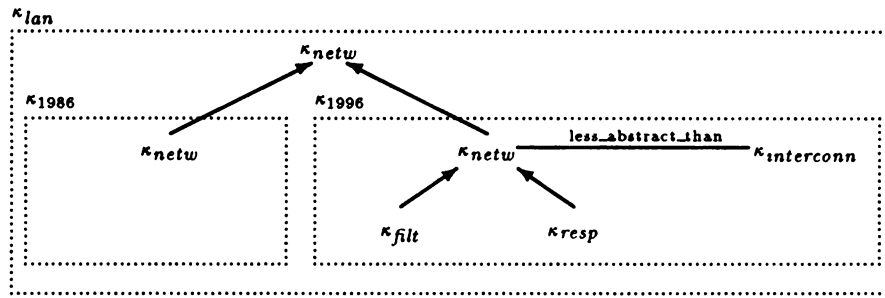 κlan
κnetw
κ1986 κ1996
less_abstract_than
κnetw κnetw κinterconn
κfilt κresp